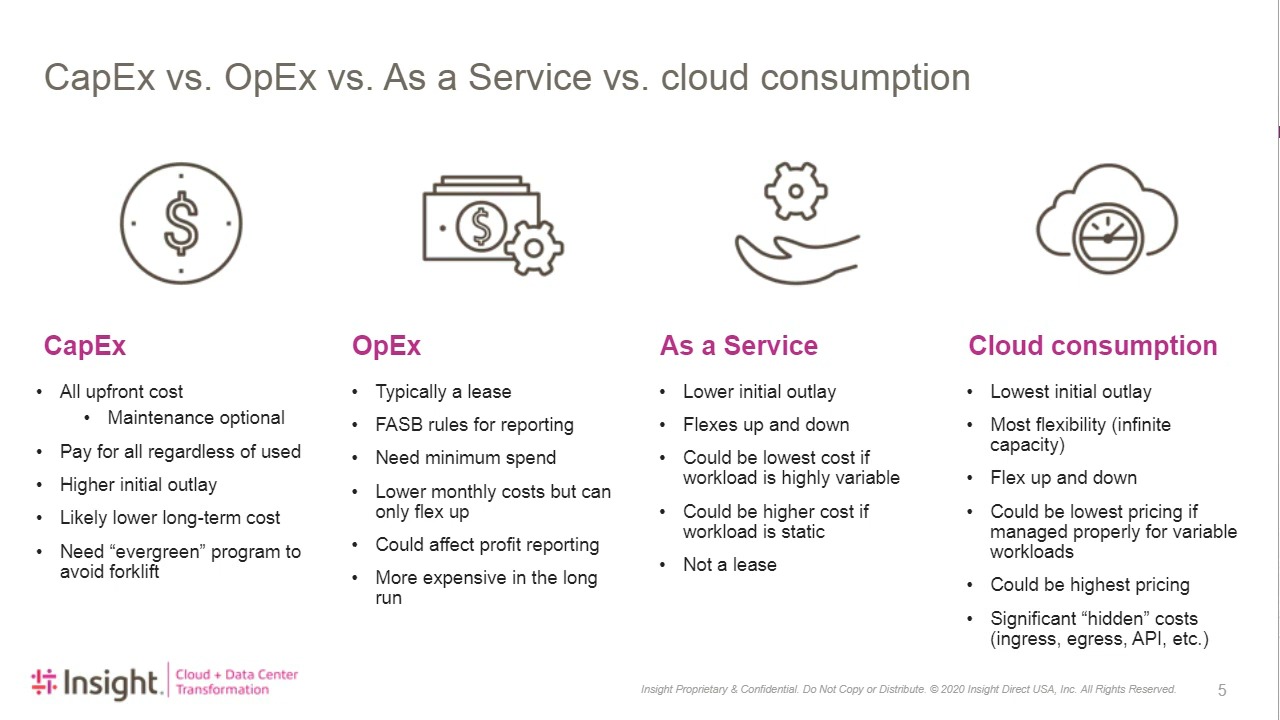 CapEx vs. OpEx vs. As a Service vs. cloud consumption
$
$
CapEx
• All upfront cost
• Maintenance optional
• Pay for all regardless of used
• Higher initial outlay
• Likely lower long-term cost
• Need “evergreen” program to
avoid forklift
OpEx
• Typically a lease
• FASB rules for reporting
• Need minimum spend
• Lower monthly costs but can
only flex up
• Could affect profit reporting
• More expensive in the long
run
As a Service
• Lower initial outlay
• Flexes up and down
• Could be lowest cost if
workload is highly variable
• Could be higher cost if
workload is static
• Not a lease
Cloud consumption
• Lowest initial outlay
• Most flexibility (infinite
capacity)
• Flex up and down
• Could be lowest pricing if
managed properly for variable
workloads
• Could be highest pricing
• Significant “hidden” costs
(ingress, egress, API, etc.)
Insight.
Cloud + Data Center
Transformation
Insight Proprietary & Confidential. Do Not Copy or Distribute. © 2020 Insight Direct USA, Inc. All Rights Reserved.
5